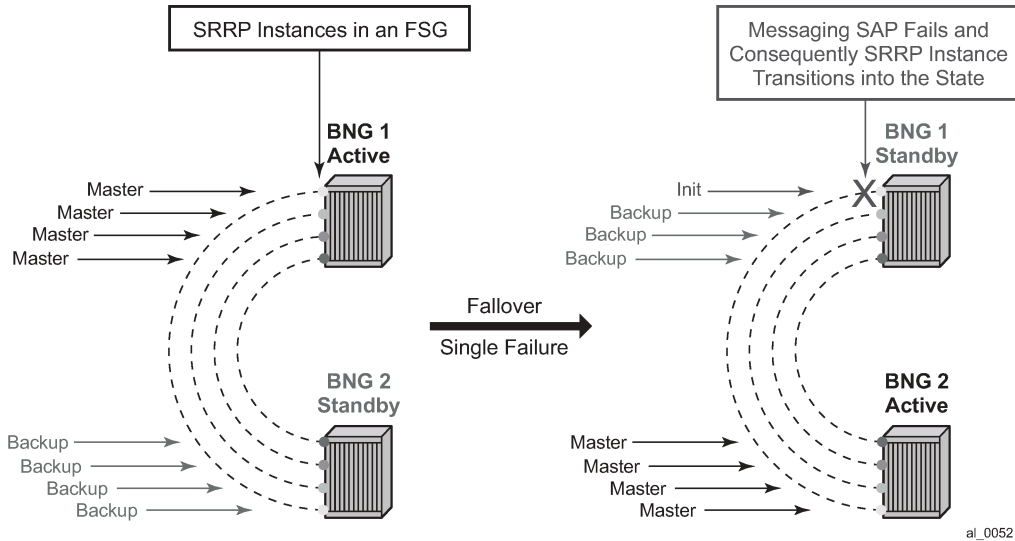 SRRP Instances in an FSG
Messaging SAP Fails and
Consequently SRRP Instance
Transitions into the State
BNG 1
Active
Master
Master
Master
Master
BNG 2
Standby
Backup
Backup
Backup
Backup
Fallover
Single Failure
BNG 1
Standby
Init
Backup
Backup
Backup
BNG 2
Active
Master
Master
Master
Master
al_0052